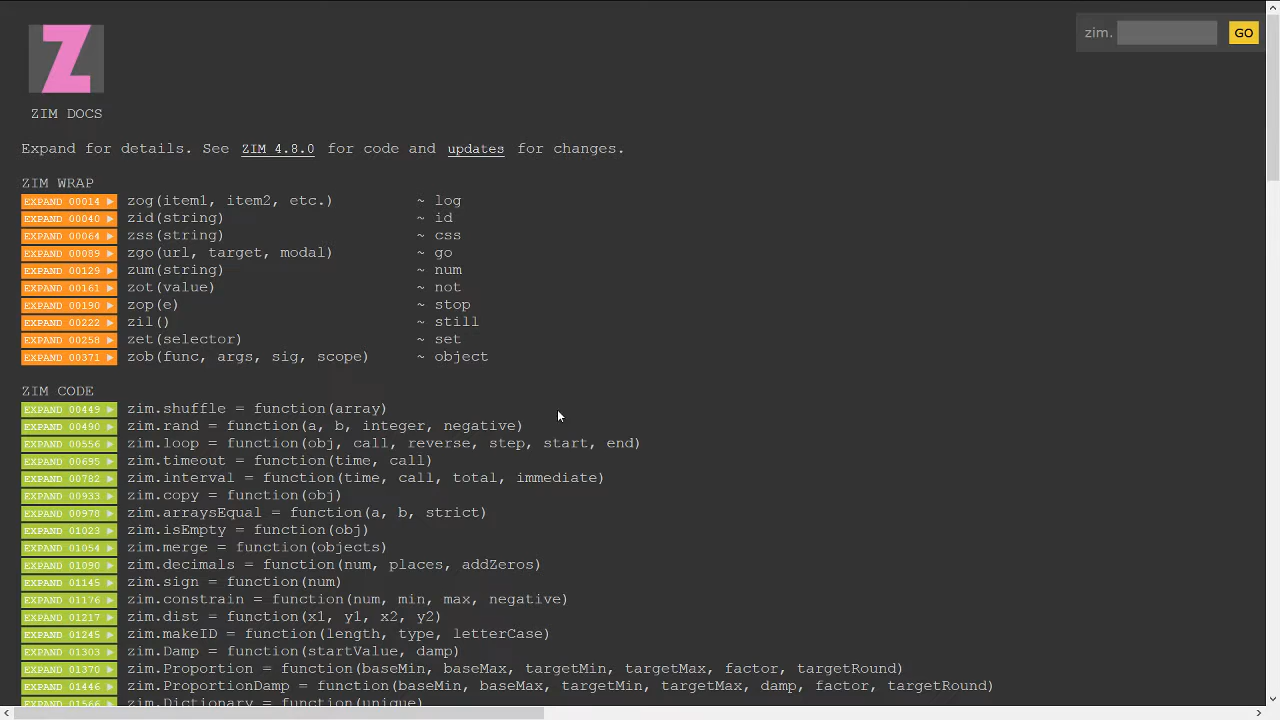 zim. GO
Z
ZIM DOCS
Expand for details. See ZIM 4.8.0 for code and updates for changes.
ZIM WRAP
EXPAND 00014 ▶ zog(item1, item2, etc.) ~ log
EXPAND 00040 ▶ zid(string) ~ id
EXPAND 00064 ▶ zss(string) ~ css
EXPAND 00089 ▶ zgo(url, target, modal) ~ go
EXPAND 00129 ▶ zum(string) ~ num
EXPAND 00161 ▶ zot(value) ~ not
EXPAND 00190 ▶ zop(e) ~ stop
EXPAND 00222 ▶ zil() ~ still
EXPAND 00258 ▶ zet(selector) ~ set
EXPAND 00371 ▶ zob(func, args, sig, scope) ~ object
ZIM CODE
EXPAND 00449 ▶ zim.shuffle = function(array)
EXPAND 00490 ▶ zim.rand = function(a, b, integer, negative)
EXPAND 00556 ▶ zim.loop = function(obj, call, reverse, step, start, end)
EXPAND 00695 ▶ zim.timeout = function(time, call)
EXPAND 00782 ▶ zim.interval = function(time, call, total, immediate)
EXPAND 00933 ▶ zim.copy = function(obj)
EXPAND 00978 ▶ zim.arraysEqual = function(a, b, strict)
EXPAND 01023 ▶ zim.isEmpty = function(obj)
EXPAND 01054 ▶ zim.merge = function(objects)
EXPAND 01090 ▶ zim.decimals = function(num, places, addZeros)
EXPAND 01145 ▶ zim.sign = function(num)
EXPAND 01176 ▶ zim.constrain = function(num, min, max, negative)
EXPAND 01217 ▶ zim.dist = function(x1, y1, x2, y2)
EXPAND 01245 ▶ zim.makeID = function(length, type, letterCase)
EXPAND 01303 ▶ zim.Damp = function(startValue, damp)
EXPAND 01370 ▶ zim.Proportion = function(baseMin, baseMax, targetMin, targetMax, factor, targetRound)
EXPAND 01446 ▶ zim.ProportionDamp = function(baseMin, baseMax, targetMin, targetMax, damp, factor, targetRound)
EXPAND 01566 ▶ zim.Dictionary = function(unique)